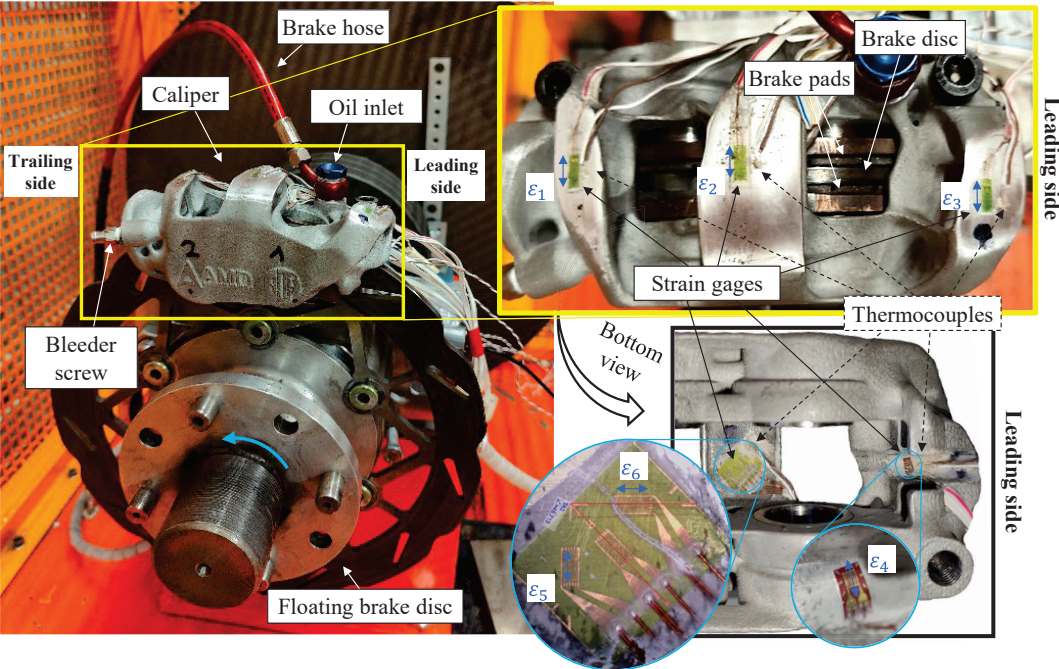 Brake hose
Caliper
Oil inlet
Trailing
side
Leading
side
2
1
AMD
Bleeder
screw
Floating brake disc
Brake disc
Brake pads
ε1
ε2
ε3
Leading side
Strain gages
Thermocouples
Bottom
view
Leading side
ε6
ε5
ε4